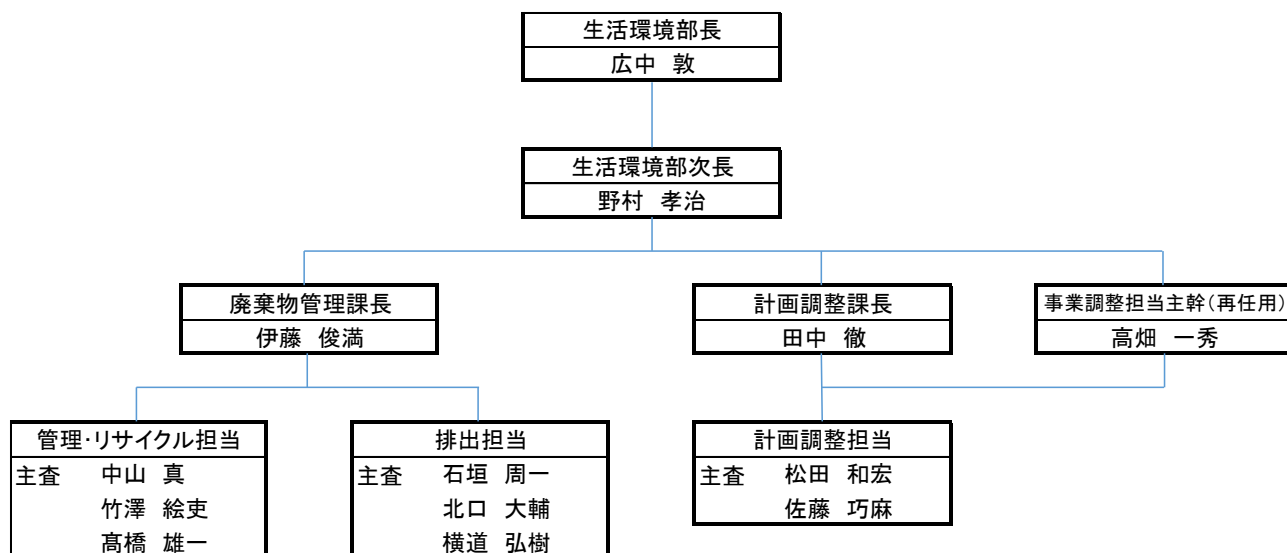 生活環境部長
広中 敦
生活環境部次長
野村 孝治
廃棄物管理課長
伊藤 俊満
計画調整課長
田中 徹
事業調整担当主幹(再任用)
高畑 一秀
管理・リサイクル担当
主査 中山 真
竹澤 絵吏
髙橋 雄一
排出担当
主査 石垣 周一
北口 大輔
横道 弘樹
計画調整担当
主査 松田 和宏
佐藤 巧麻